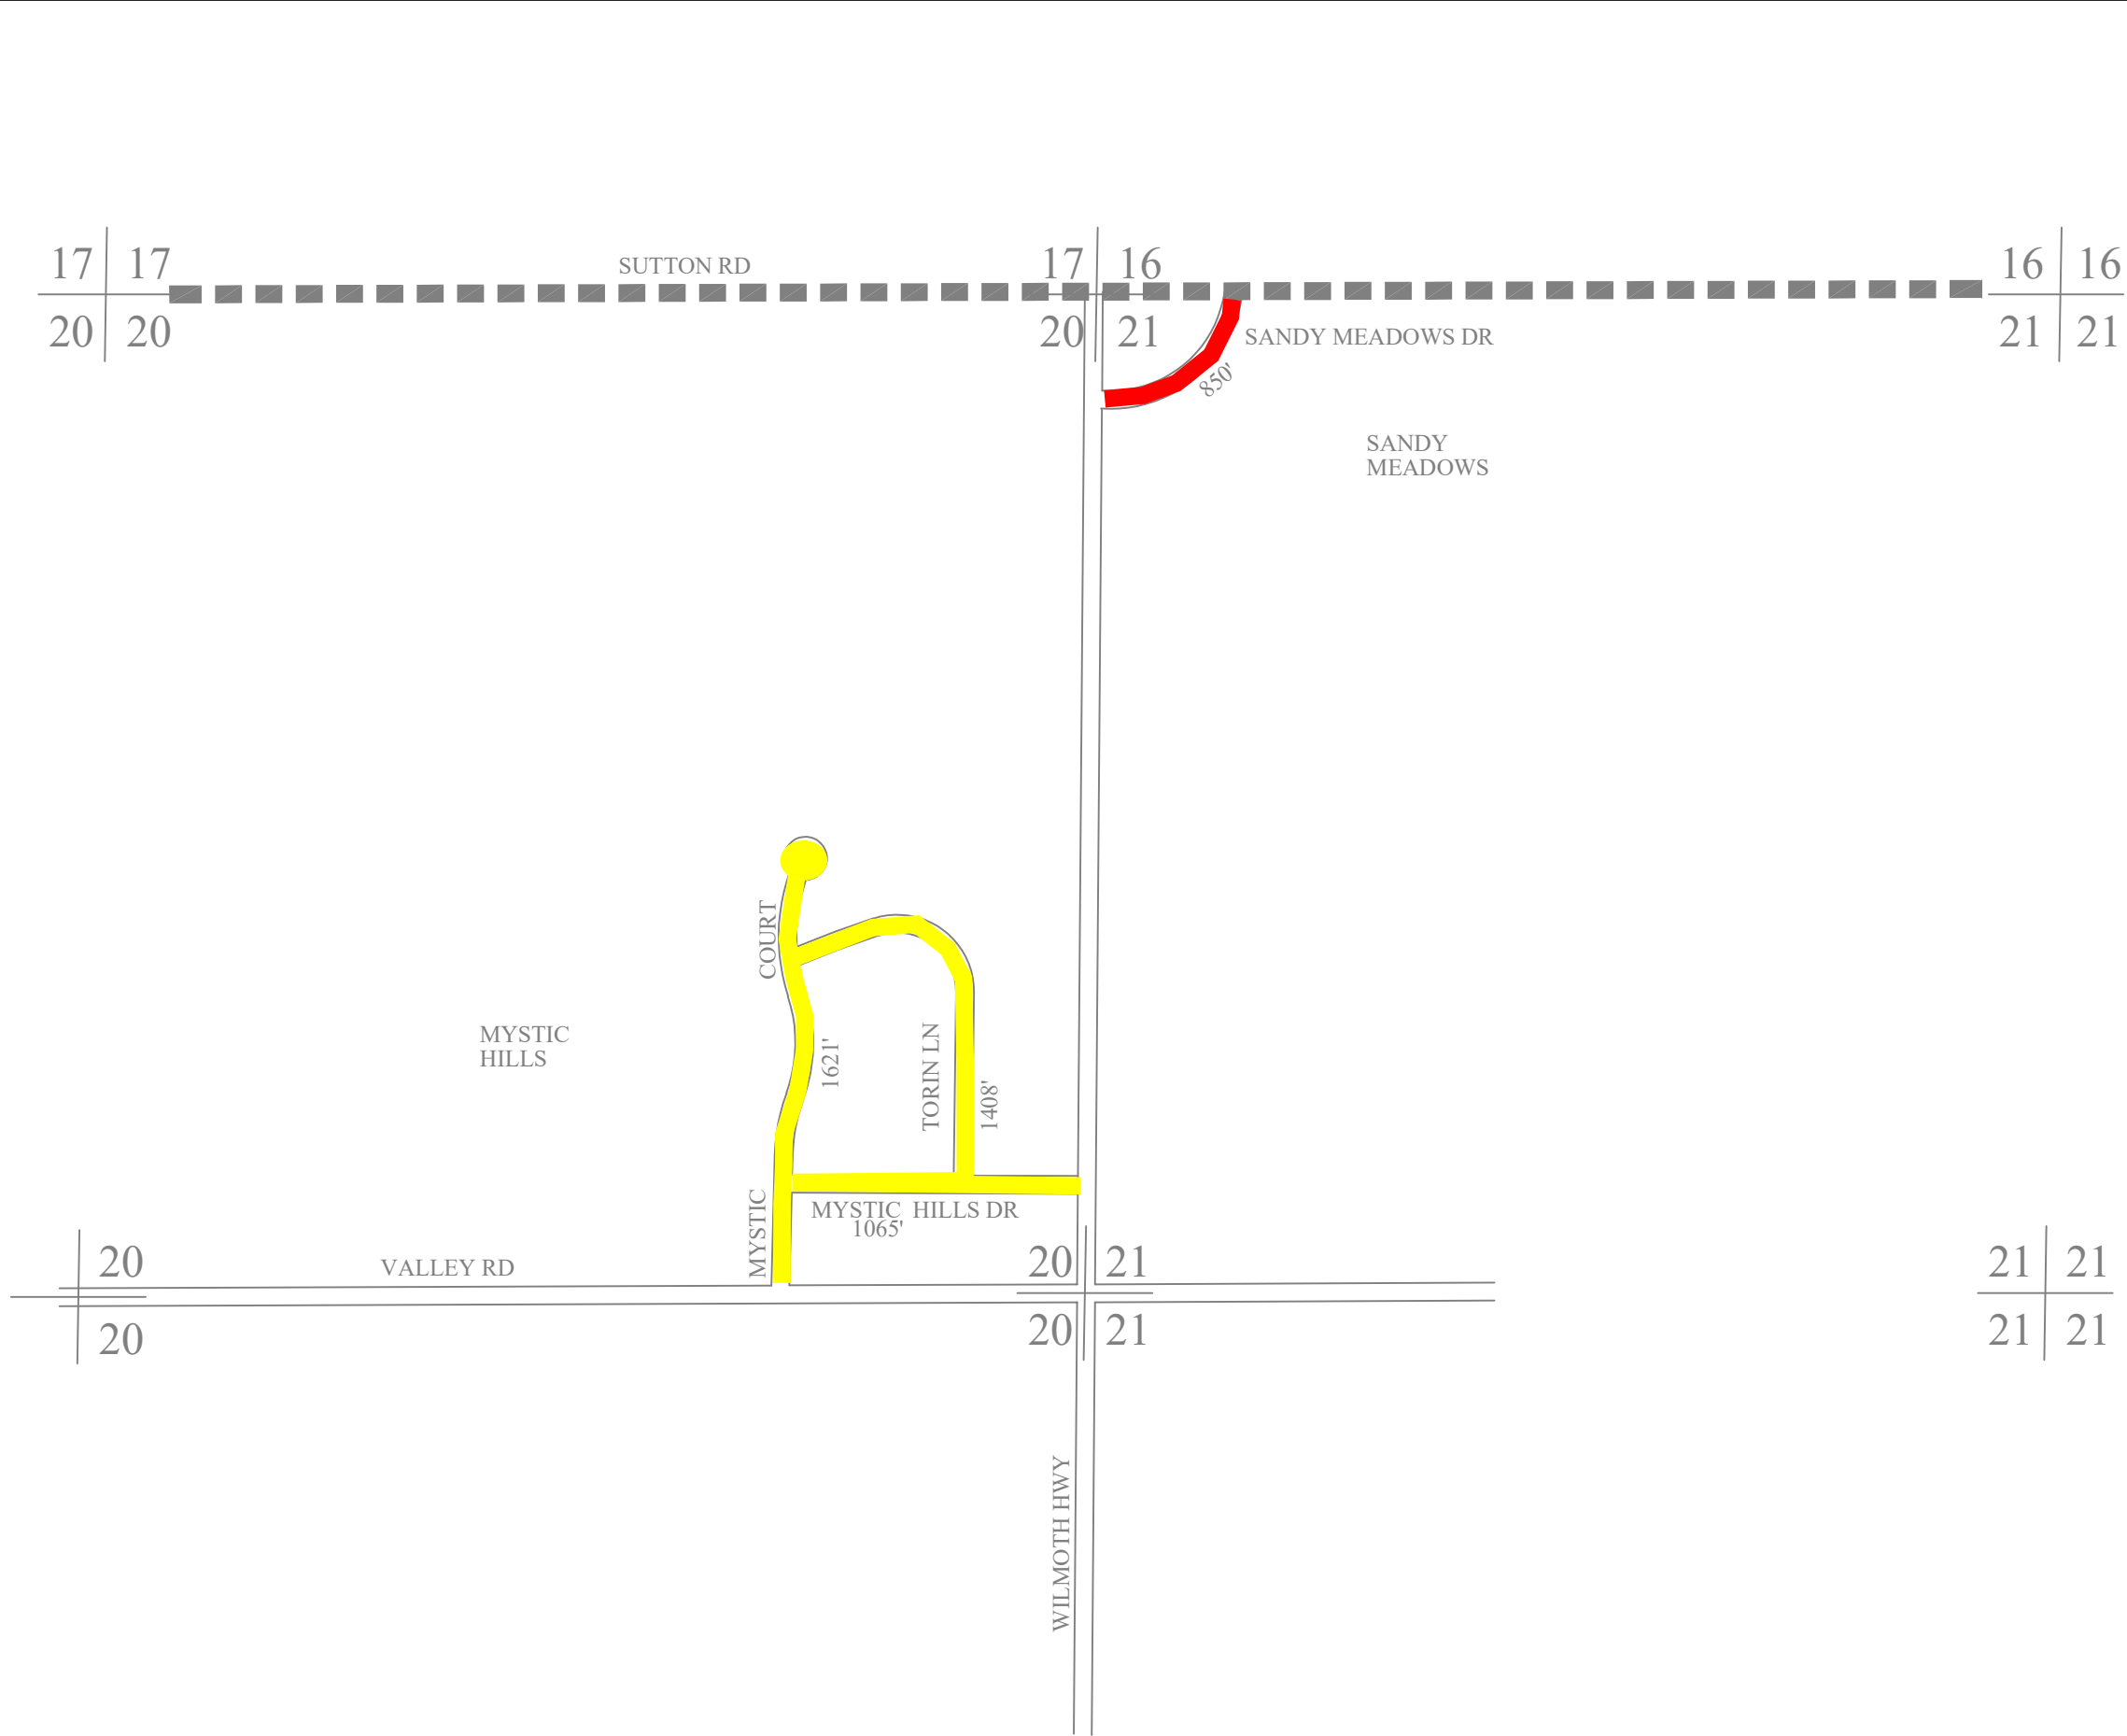 17 17
SUTTON RD
17 16
16 16
20 20
20 21
21 21
SANDY MEADOWS DR
850'
SANDY
MEADOWS
COURT
MYSTIC
HILLS
1621'
TORIN LN
1408'
MYSTIC
MYSTIC HILLS DR
1065'
VALLEY RD
20
20 21
21 21
20
20 21
21 21
WILMOTH HWY